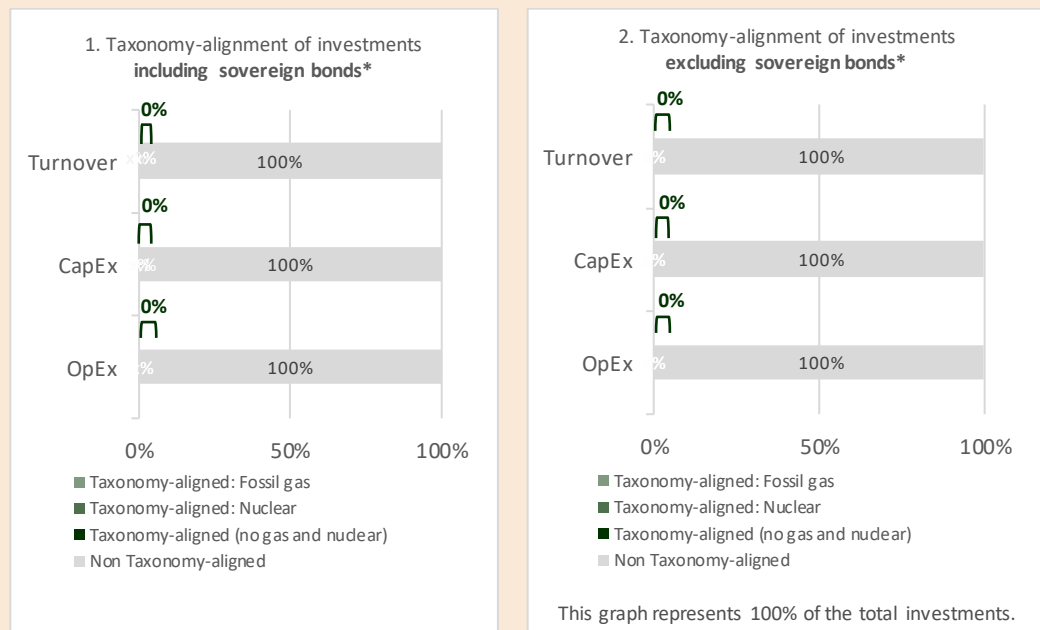 1. Taxonomy-alignment of investments
including sovereign bonds*
0%
Turnover
100%
0%
CapEx
100%
0%
OpEx
100%
0% 50% 100%
Taxonomy-aligned: Fossil gas
Taxonomy-aligned: Nuclear
Taxonomy-aligned (no gas and nuclear)
Non Taxonomy-aligned
2. Taxonomy-alignment of investments
excluding sovereign bonds*
0%
Turnover % 100%
0%
CapEx % 100%
0%
OpEx % 100%
0% 50% 100%
Taxonomy-aligned: Fossil gas
Taxonomy-aligned: Nuclear
Taxonomy-aligned (no gas and nuclear)
Non Taxonomy-aligned
This graph represents 100% of the total investments.